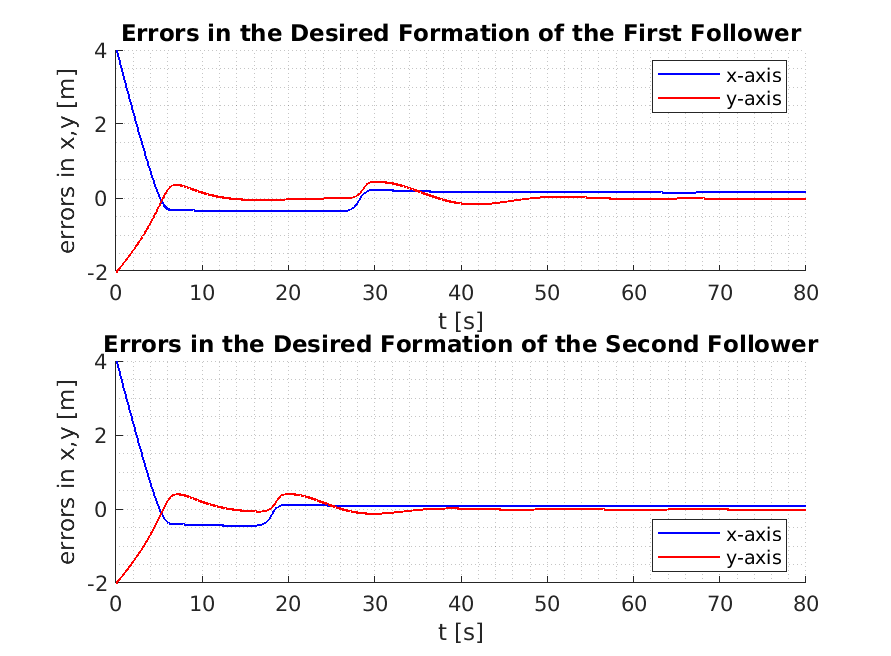 Errors in the Desired Formation of the First Follower
errors in x,y [m]
4
2
0
-2
x-axis
y-axis
0 10 20 30 40 50 60 70 80
t [s]
Errors in the Desired Formation of the Second Follower
errors in x,y [m]
4
2
0
-2
x-axis
y-axis
0 10 20 30 40 50 60 70 80
t [s]